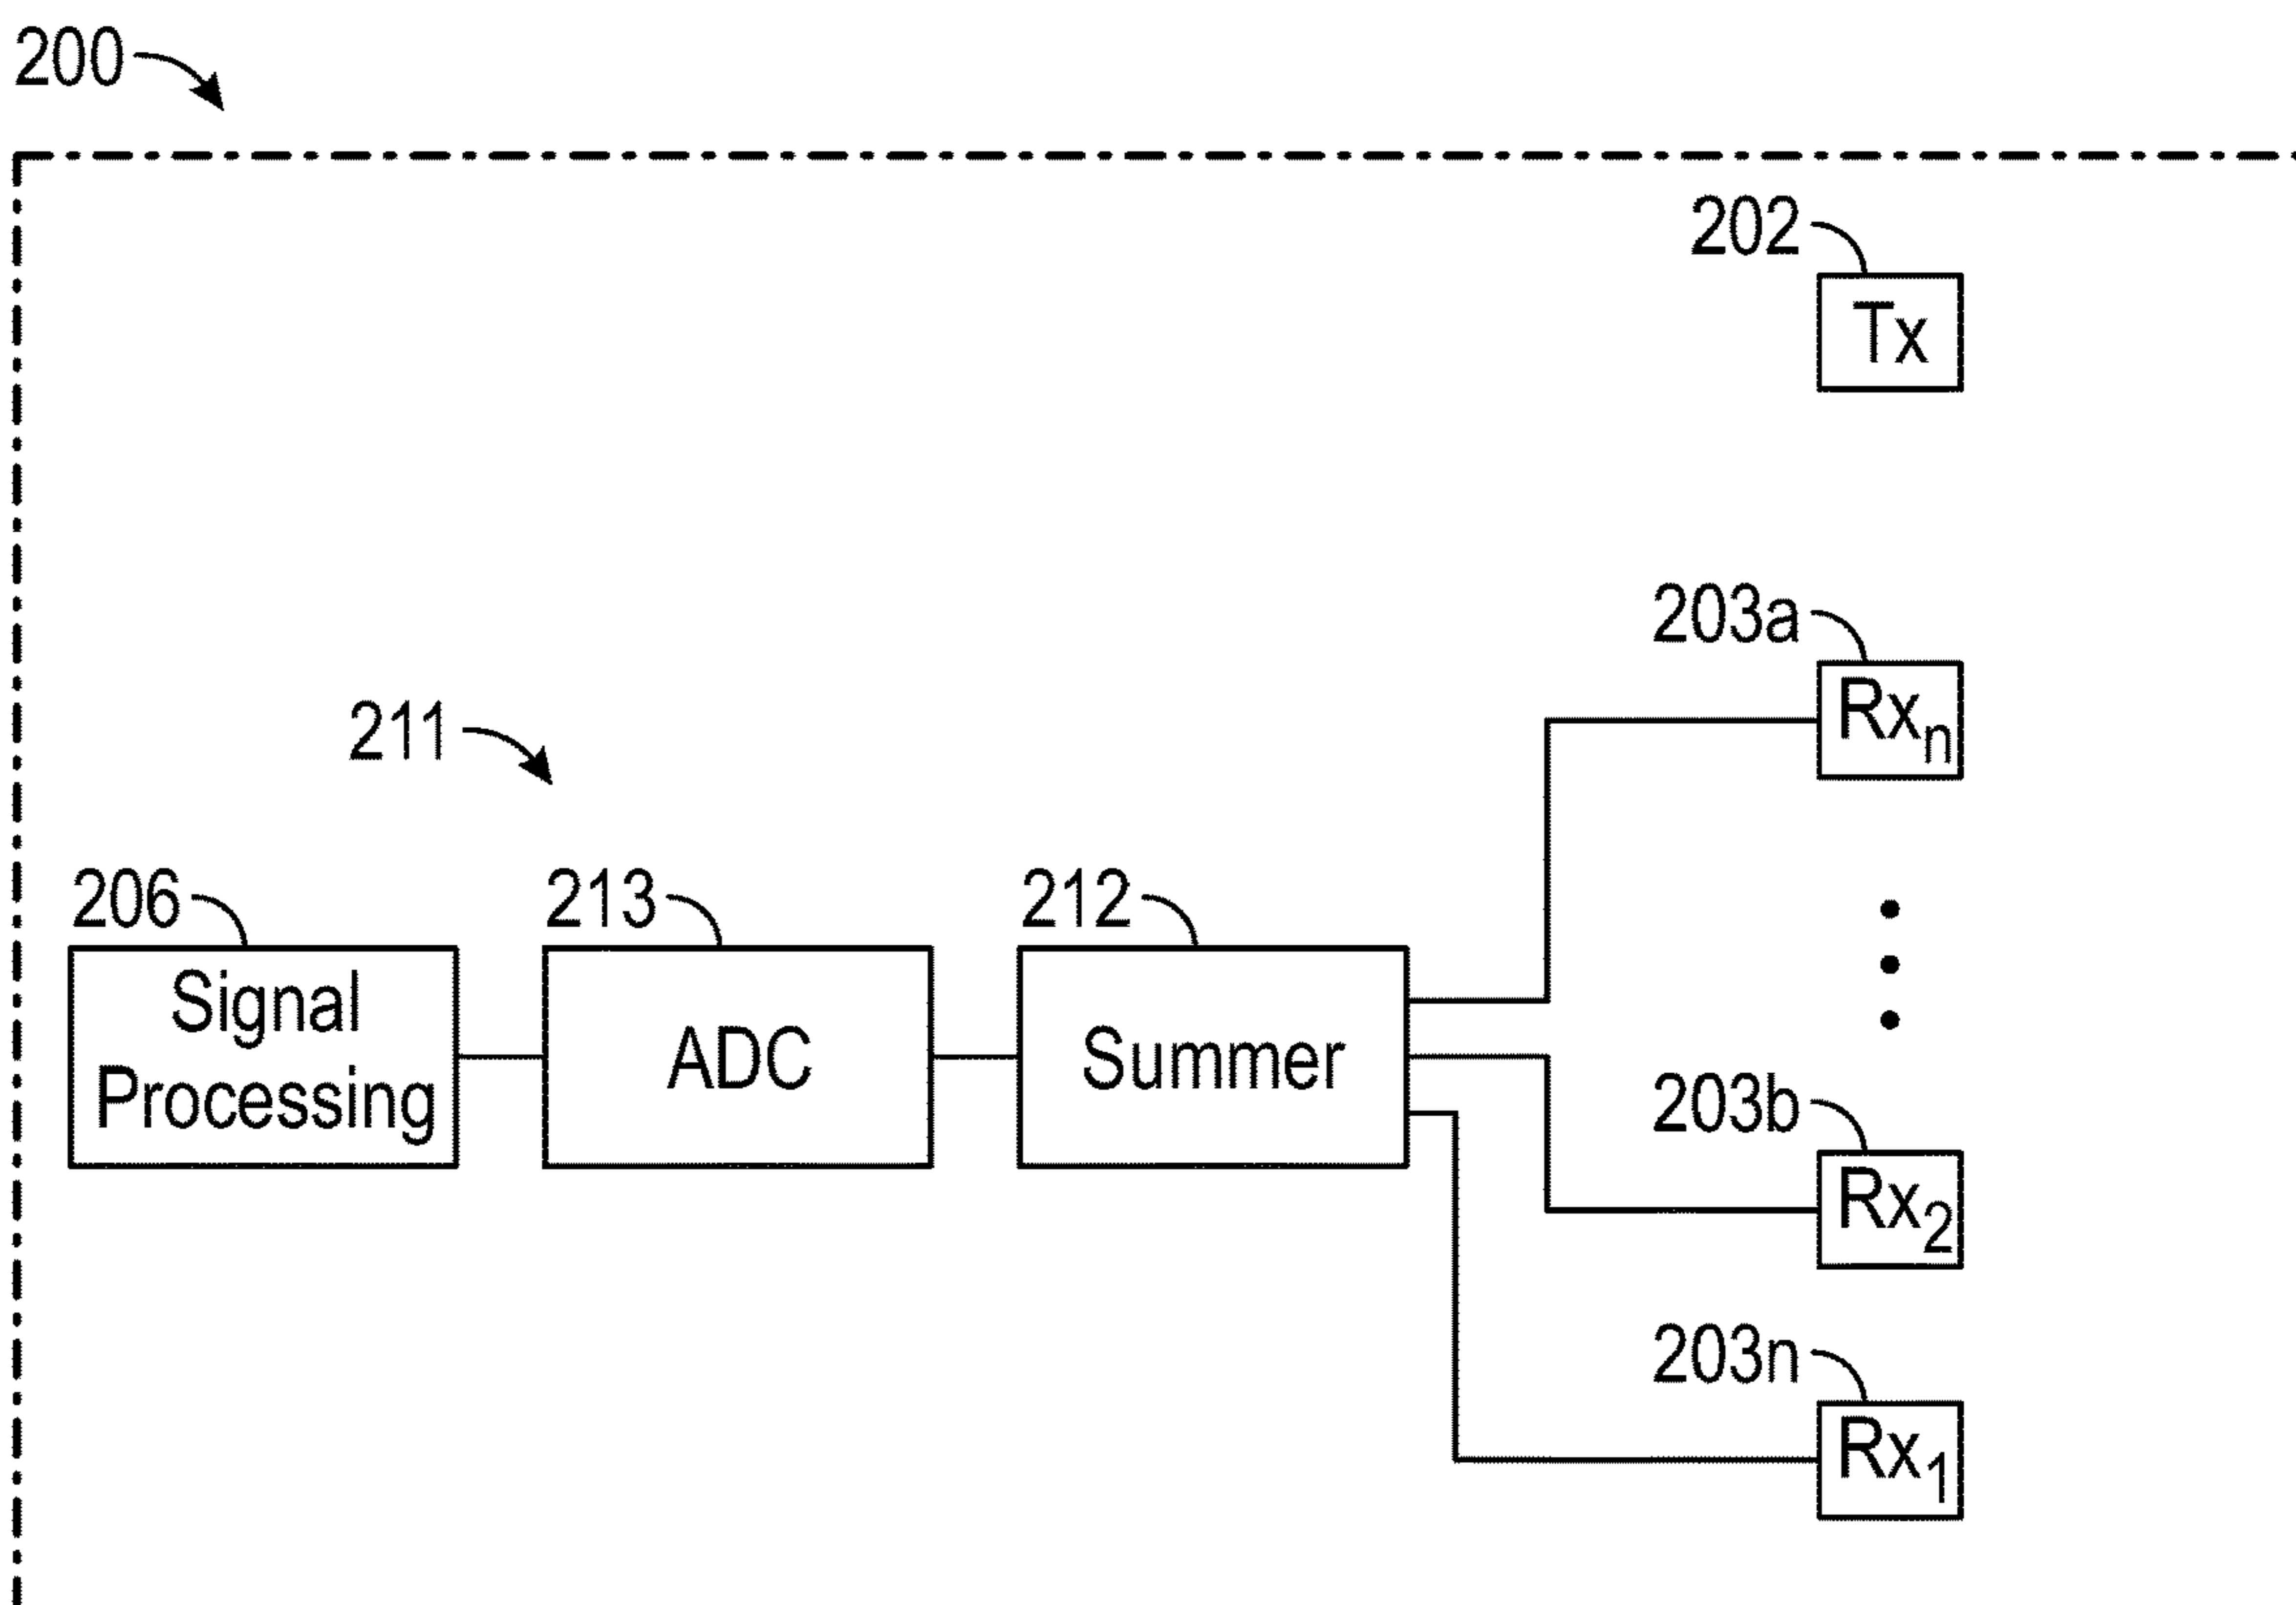 200
202
Tx
203a
Rxn
211
206
213
212
Signal
Processing
ADC
Summer
203b
Rx2
203n
Rx1